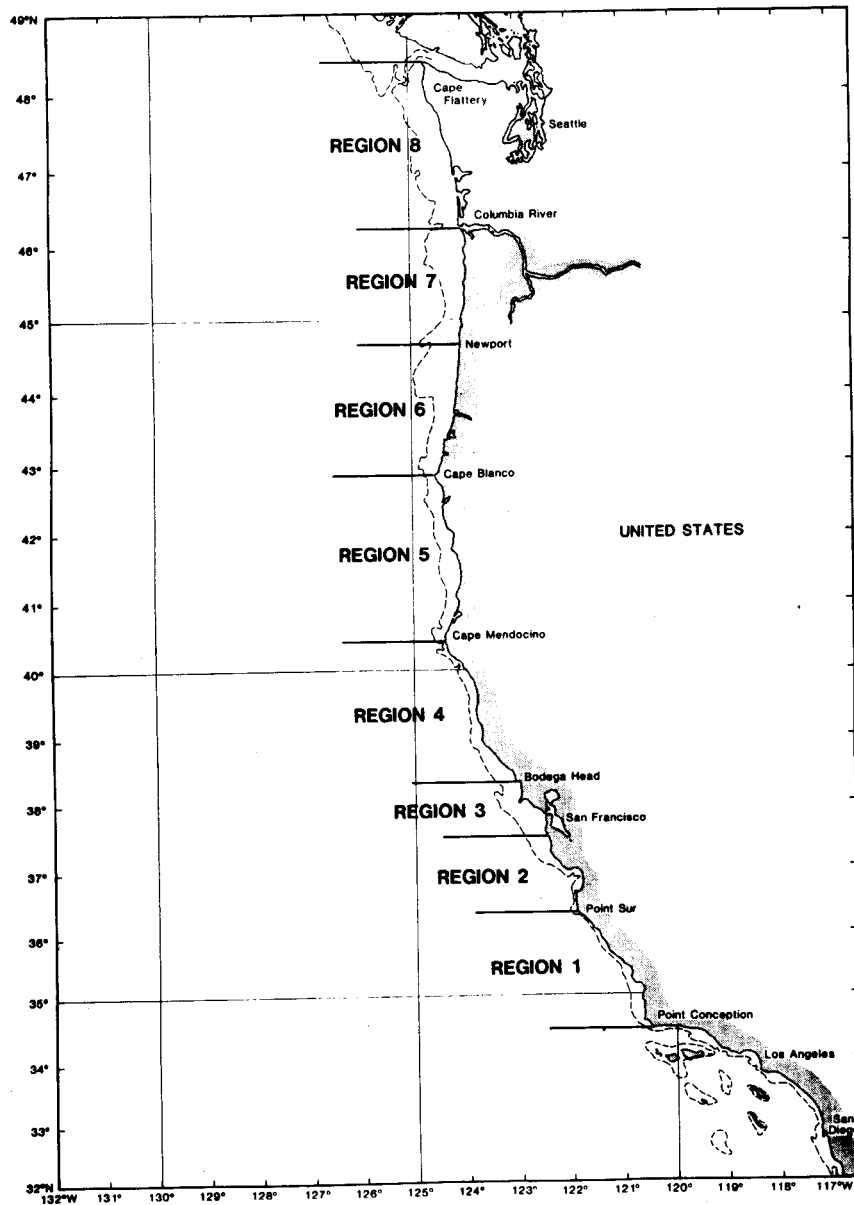 49°N
48°
47°
46°
45°
44°
43°
42°
41°
40°
39°
38°
37°
36°
35°
34°
33°
32°N
Cape
Flattery
Seattle
REGION 8
Columbia River
REGION 7
Newport
REGION 6
Cape Blanco
UNITED STATES
REGION 5
Cape Mendocino
REGION 4
Bodega Head
REGION 3
San Francisco
REGION 2
Point Sur
REGION 1
Point Conception
Los Angeles
San
Diego
132°W 131° 130° 129° 128° 127° 126° 125° 124° 123° 122° 121° 120° 119° 118° 117°W